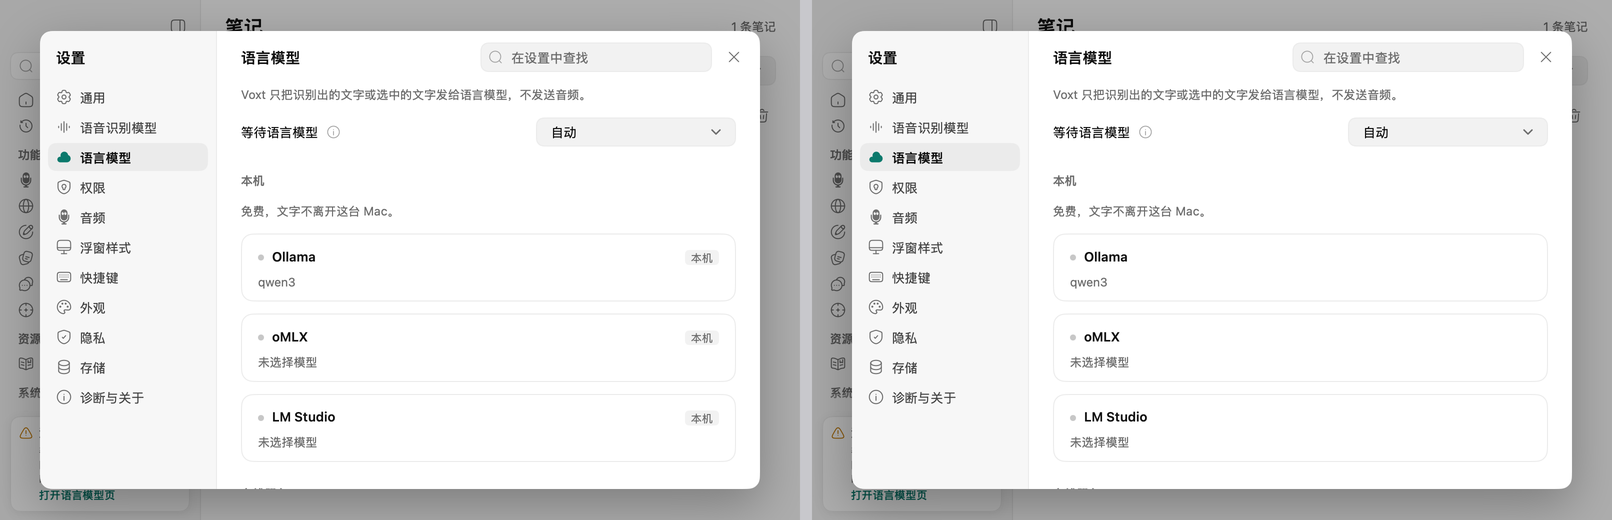 笔记
1 条笔记
设置
语言模型
在设置中查找
通用
语音识别模型
语言模型
权限
音频
浮窗样式
快捷键
外观
隐私
存储
诊断与关于
Voxt 只把识别出的文字或选中的文字发给语言模型，不发送音频。
等待语言模型
自动
本机
免费，文字不离开这台 Mac。
Ollama
本机
qwen3
oMLX
本机
未选择模型
LM Studio
本机
未选择模型
功能
资源
系统
打开语言模型页
笔记
1 条笔记
设置
语言模型
在设置中查找
通用
语音识别模型
语言模型
权限
音频
浮窗样式
快捷键
外观
隐私
存储
诊断与关于
Voxt 只把识别出的文字或选中的文字发给语言模型，不发送音频。
等待语言模型
自动
本机
免费，文字不离开这台 Mac。
Ollama
qwen3
oMLX
未选择模型
LM Studio
未选择模型
功能
资源
系统
打开语言模型页